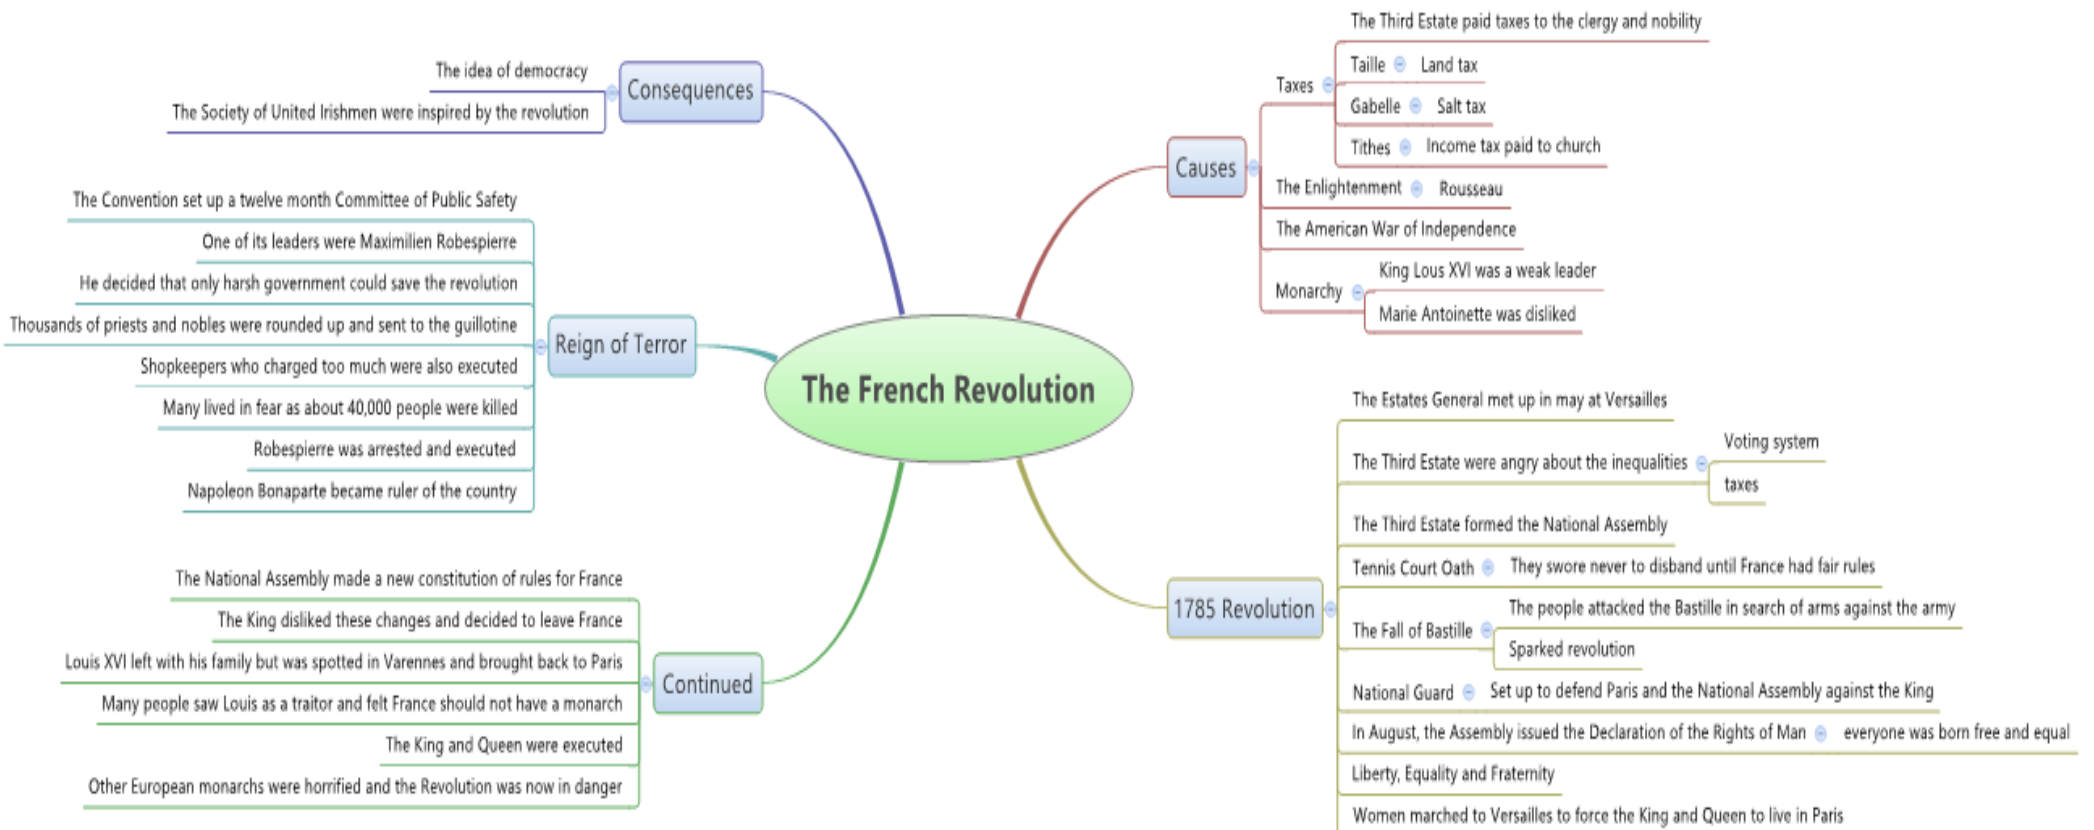 The French Revolution
Causes
Taxes
The Third Estate paid taxes to the clergy and nobility
Taille
Land tax
Gabelle
Salt tax
Tithes
Income tax paid to church
The Enlightenment
Rousseau
The American War of Independence
Monarchy
King Lous XVI was a weak leader
Marie Antoinette was disliked
1785 Revolution
The Estates General met up in may at Versailles
The Third Estate were angry about the inequalities
Voting system
taxes
The Third Estate formed the National Assembly
Tennis Court Oath
They swore never to disband until France had fair rules
The Fall of Bastille
The people attacked the Bastille in search of arms against the army
Sparked revolution
National Guard
Set up to defend Paris and the National Assembly against the King
In August, the Assembly issued the Declaration of the Rights of Man
everyone was born free and equal
Liberty, Equality and Fraternity
Women marched to Versailles to force the King and Queen to live in Paris
Continued
The National Assembly made a new constitution of rules for France
The King disliked these changes and decided to leave France
Louis XVI left with his family but was spotted in Varennes and brought back to Paris
Many people saw Louis as a traitor and felt France should not have a monarch
The King and Queen were executed
Other European monarchs were horrified and the Revolution was now in danger
Reign of Terror
The Convention set up a twelve month Committee of Public Safety
One of its leaders were Maximilien Robespierre
He decided that only harsh government could save the revolution
Thousands of priests and nobles were rounded up and sent to the guillotine
Shopkeepers who charged too much were also executed
Many lived in fear as about 40,000 people were killed
Robespierre was arrested and executed
Napoleon Bonaparte became ruler of the country
Consequences
The idea of democracy
The Society of United Irishmen were inspired by the revolution